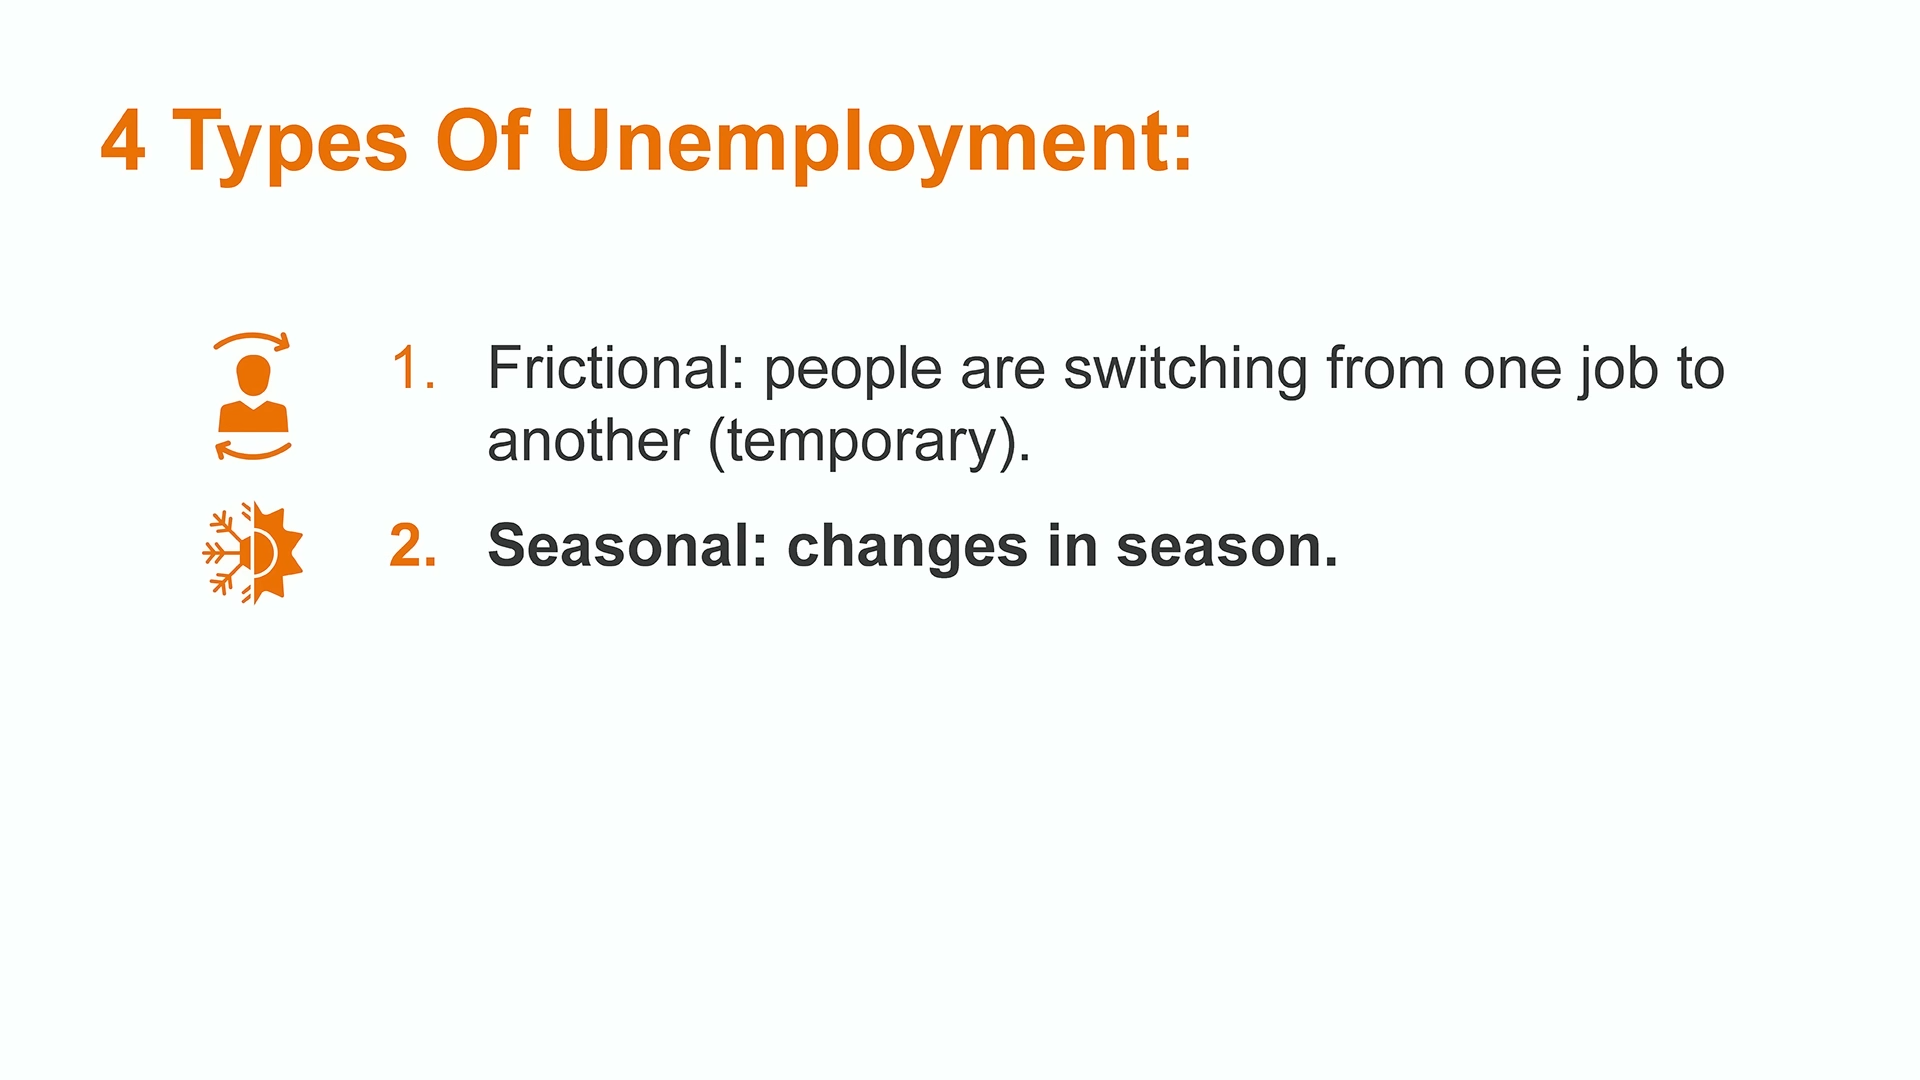 4 Types Of Unemployment:
1. Frictional: people are switching from one job to
another (temporary).
2. Seasonal: changes in season.